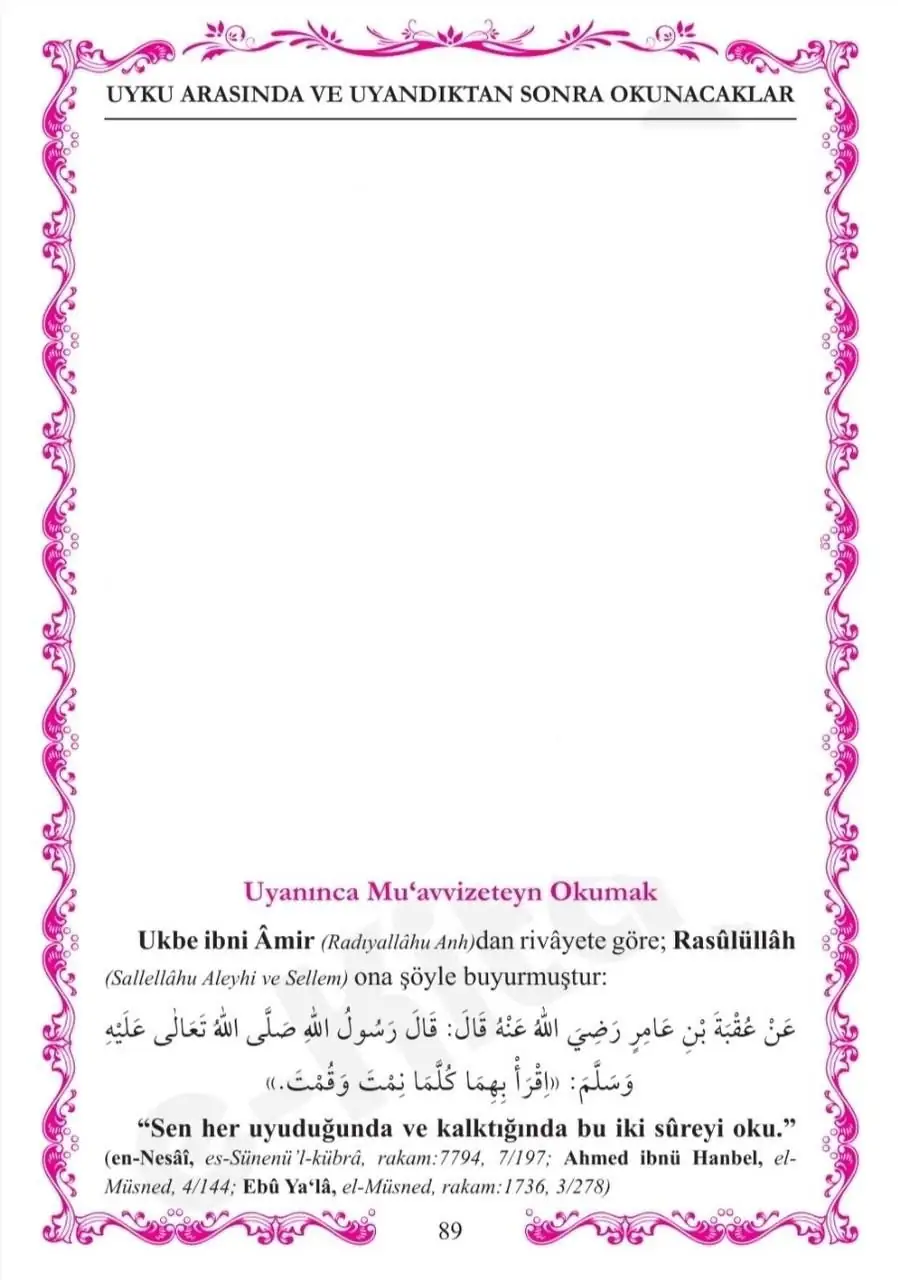 UYKU ARASINDA VE UYANDIKTAN SONRA OKUNACAKLAR
Uyanınca Mu‘avvizeteyn Okumak
Ukbe ibni Âmir (Radıyallâhu Anh)dan rivâyete göre; Rasûlüllâh
(Sallellâhu Aleyhi ve Sellem) ona şöyle buyurmuştur:
عَنْ عُقْبَةَ بْنِ عَامِرٍ رَضِيَ اللهُ عَنْهُ قَالَ: قَالَ رَسُولُ اللهِ صَلَّى اللهُ تَعَالٰى عَلَيْهِ
وَسَلَّمَ: «اِقْرَأْ بِهِمَا كُلَّمَا نِمْتَ وَقُمْتَ.»
“Sen her uyuduğunda ve kalktığında bu iki sûreyi oku.”
(en-Nesâî, es-Sünenü’l-kübrâ, rakam:7794, 7/197; Ahmed ibnü Hanbel, el-
Müsned, 4/144; Ebû Ya‘lâ, el-Müsned, rakam:1736, 3/278)
89